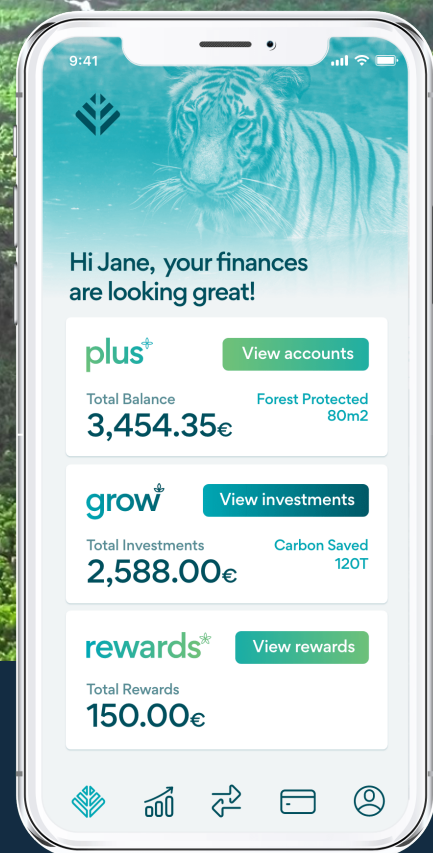 9:41
Hi Jane, your finances
are looking great!
plus
View accounts
Total Balance
Forest Protected
3,454.35€
80m2
grow
View investments
Total Investments
Carbon Saved
2,588.00€
120T
rewards
View rewards
Total Rewards
150.00€